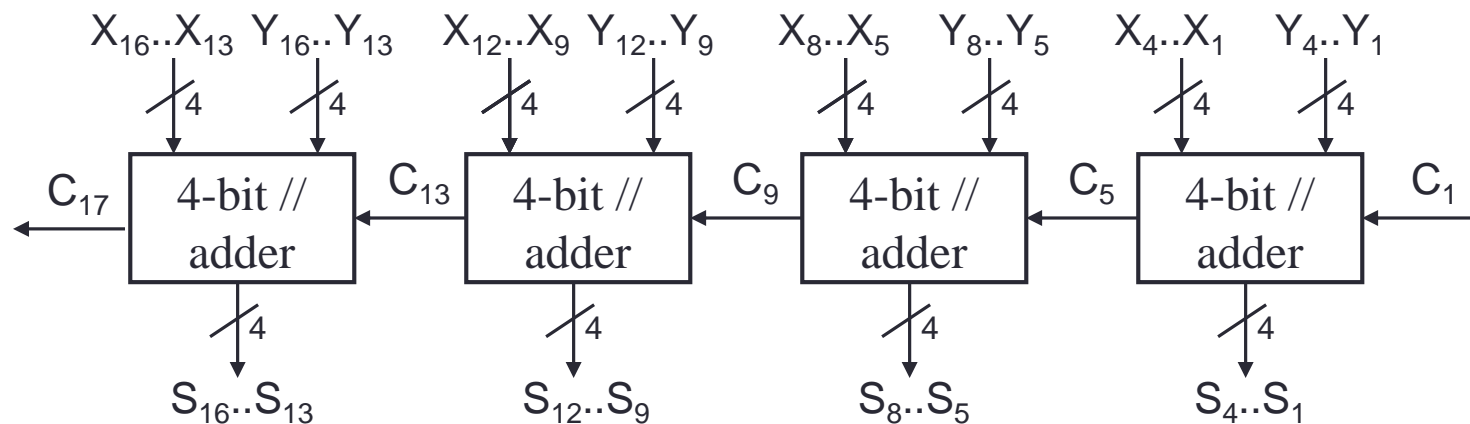 X₁₆..X₁₃ Y₁₆..Y₁₃ X₁₂..X₉ Y₁₂..Y₉ X₈..X₅ Y₈..Y₅ X₄..X₁ Y₄..Y₁
4 4 4 4 4 4 4 4
C₁₇ 4-bit // C₁₃ 4-bit // C₉ 4-bit // C₅ 4-bit // C₁
adder adder adder adder
4 4 4 4
S₁₆..S₁₃ S₁₂..S₉ S₈..S₅ S₄..S₁